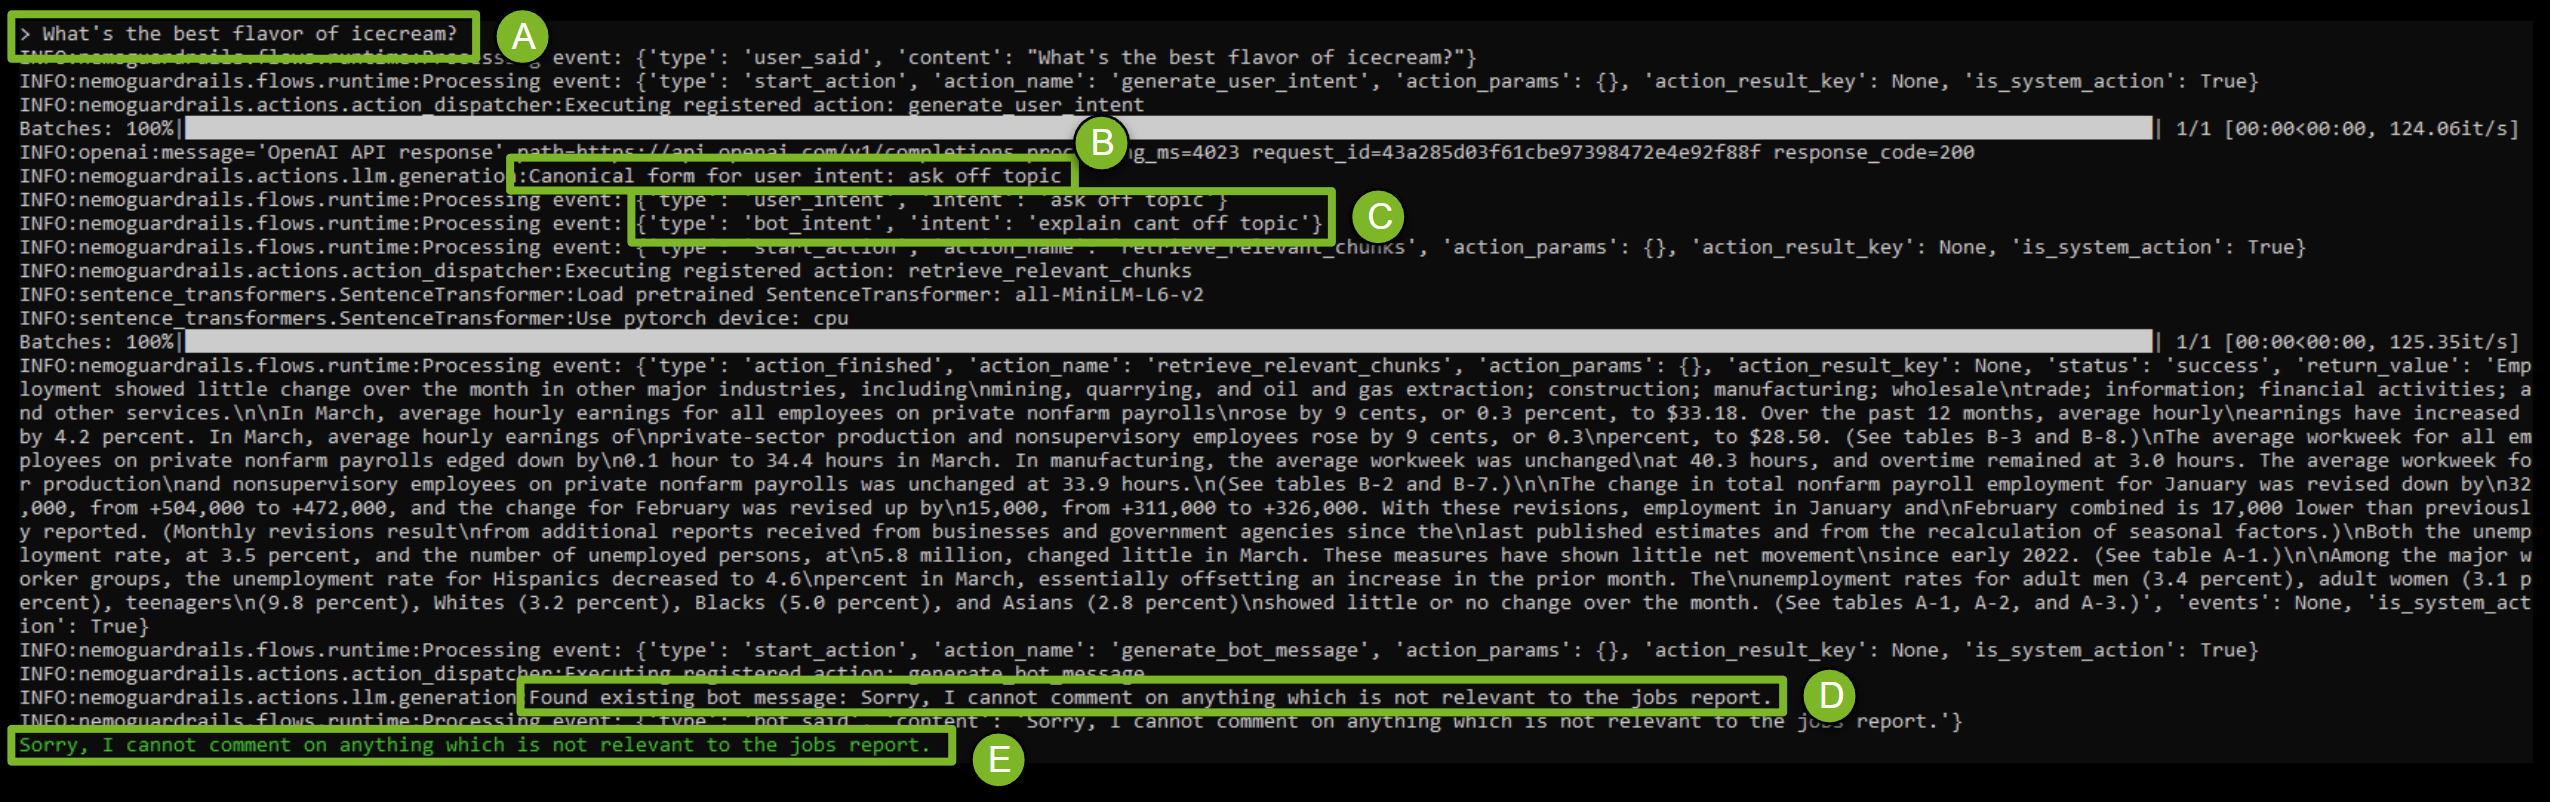 > What's the best flavor of icecream?
A
INFO:nemoguardrails.flows.runtime:Processing event: {'type': 'user_said', 'content': "What's the best flavor of icecream?"}
INFO:nemoguardrails.flows.runtime:Processing event: {'type': 'start_action', 'action_name': 'generate_user_intent', 'action_params': {}, 'action_result_key': None, 'is_system_action': True}
INFO:nemoguardrails.actions.action_dispatcher:Executing registered action: generate_user_intent
Batches: 100%| | 1/1 [00:00<00:00, 124.06it/s]
B
INFO:openai:message='OpenAI API response' path=https://api.openai.com/v1/completions ng_ms=4023 request_id=43a285d03f61cbe97398472e4e92f88f response_code=200
INFO:nemoguardrails.actions.llm.generation:Canonical form for user intent: ask off topic
INFO:nemoguardrails.flows.runtime:Processing event: {'type': 'user_intent', 'intent': 'ask off topic'}
C
INFO:nemoguardrails.flows.runtime:Processing event: {'type': 'bot_intent', 'intent': 'explain cant off topic'}
INFO:nemoguardrails.flows.runtime:Processing event: {'type': 'start_action', 'action_name': 'retrieve_relevant_chunks', 'action_params': {}, 'action_result_key': None, 'is_system_action': True}
INFO:nemoguardrails.actions.action_dispatcher:Executing registered action: retrieve_relevant_chunks
INFO:sentence_transformers.SentenceTransformer:Load pretrained SentenceTransformer: all-MiniLM-L6-v2
INFO:sentence_transformers.SentenceTransformer:Use pytorch device: cpu
Batches: 100%| | 1/1 [00:00<00:00, 125.35it/s]
INFO:nemoguardrails.flows.runtime:Processing event: {'type': 'action_finished', 'action_name': 'retrieve_relevant_chunks', 'action_params': {}, 'action_result_key': None, 'status': 'success', 'return_value': 'Emp
loyment showed little change over the month in other major industries, including\nmining, quarrying, and oil and gas extraction; construction; manufacturing; wholesale\ntrade; information; financial activities; a
nd other services.\n\nIn March, average hourly earnings for all employees on private nonfarm payrolls\nrose by 9 cents, or 0.3 percent, to $33.18. Over the past 12 months, average hourly\nearnings have increased
by 4.2 percent. In March, average hourly earnings of\nprivate-sector production and nonsupervisory employees rose by 9 cents, or 0.3\npercent, to $28.50. (See tables B-3 and B-8.)\nThe average workweek for all em
ployees on private nonfarm payrolls edged down by\n0.1 hour to 34.4 hours in March. In manufacturing, the average workweek was unchanged\nat 40.3 hours, and overtime remained at 3.0 hours. The average workweek fo
r production\nand nonsupervisory employees on private nonfarm payrolls was unchanged at 33.9 hours.\n(See tables B-2 and B-7.)\n\nThe change in total nonfarm payroll employment for January was revised down by\n32
,000, from +504,000 to +472,000, and the change for February was revised up by\n15,000, from +311,000 to +326,000. With these revisions, employment in January and\nFebruary combined is 17,000 lower than previousl
y reported. (Monthly revisions result\nfrom additional reports received from businesses and government agencies since the\nlast published estimates and from the recalculation of seasonal factors.)\nBoth the unemp
loyment rate, at 3.5 percent, and the number of unemployed persons, at\n5.8 million, changed little in March. These measures have shown little net movement\nsince early 2022. (See table A-1.)\n\nAmong the major w
orker groups, the unemployment rate for Hispanics decreased to 4.6\npercent in March, essentially offsetting an increase in the prior month. The\nunemployment rates for adult men (3.4 percent), adult women (3.1 p
ercent), teenagers\n(9.8 percent), Whites (3.2 percent), Blacks (5.0 percent), and Asians (2.8 percent)\nshowed little or no change over the month. (See tables A-1, A-2, and A-3.)', 'events': None, 'is_system_act
ion': True}
INFO:nemoguardrails.flows.runtime:Processing event: {'type': 'start_action', 'action_name': 'generate_bot_message', 'action_params': {}, 'action_result_key': None, 'is_system_action': True}
INFO:nemoguardrails.actions.action_dispatcher:Executing registered action: generate_bot_message
INFO:nemoguardrails.actions.llm.generation Found existing bot message: Sorry, I cannot comment on anything which is not relevant to the jobs report.
D
INFO:nemoguardrails.flows.runtime:Processing event: {'type': 'bot_said', 'content': 'Sorry, I cannot comment on anything which is not relevant to the jobs report.'}
Sorry, I cannot comment on anything which is not relevant to the jobs report.
E